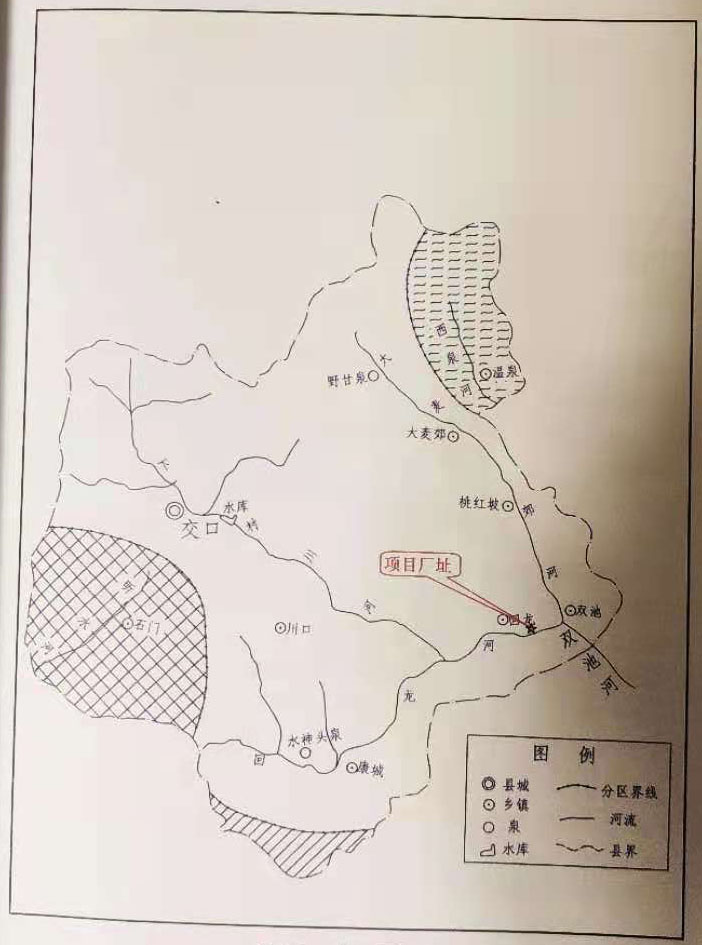 西泉河
温泉
野甘泉
大麦郊
大麦郊河
桃红坡
水库
交口
下村
项目厂址
双池
回龙
双池河
石门
川口
河
水神头泉
回龙河
康城
图 例
县城
乡镇
泉
水库
分区界线
河流
县界